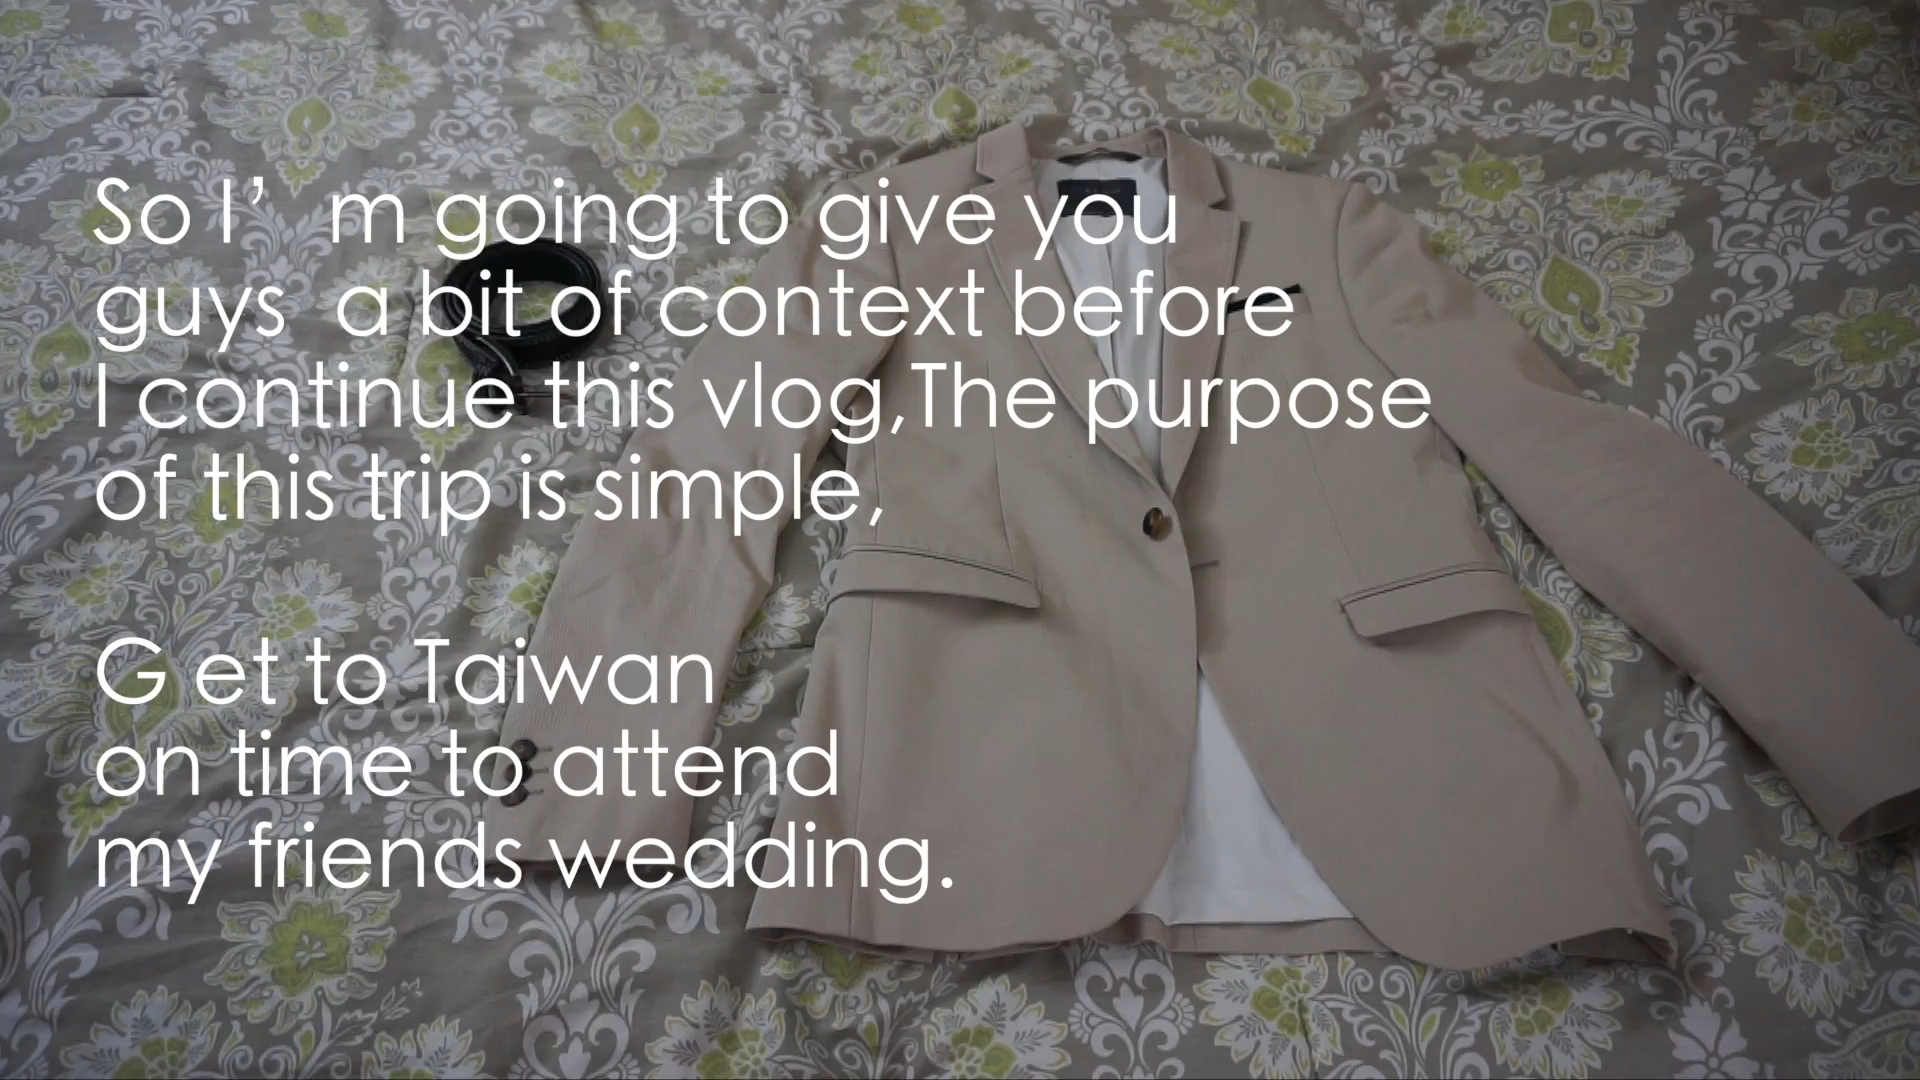 So I’ m going to give you
guys a bit of context before
I continue this vlog,The purpose
of this trip is simple,
G et to Taiwan
on time to attend
my friends wedding.